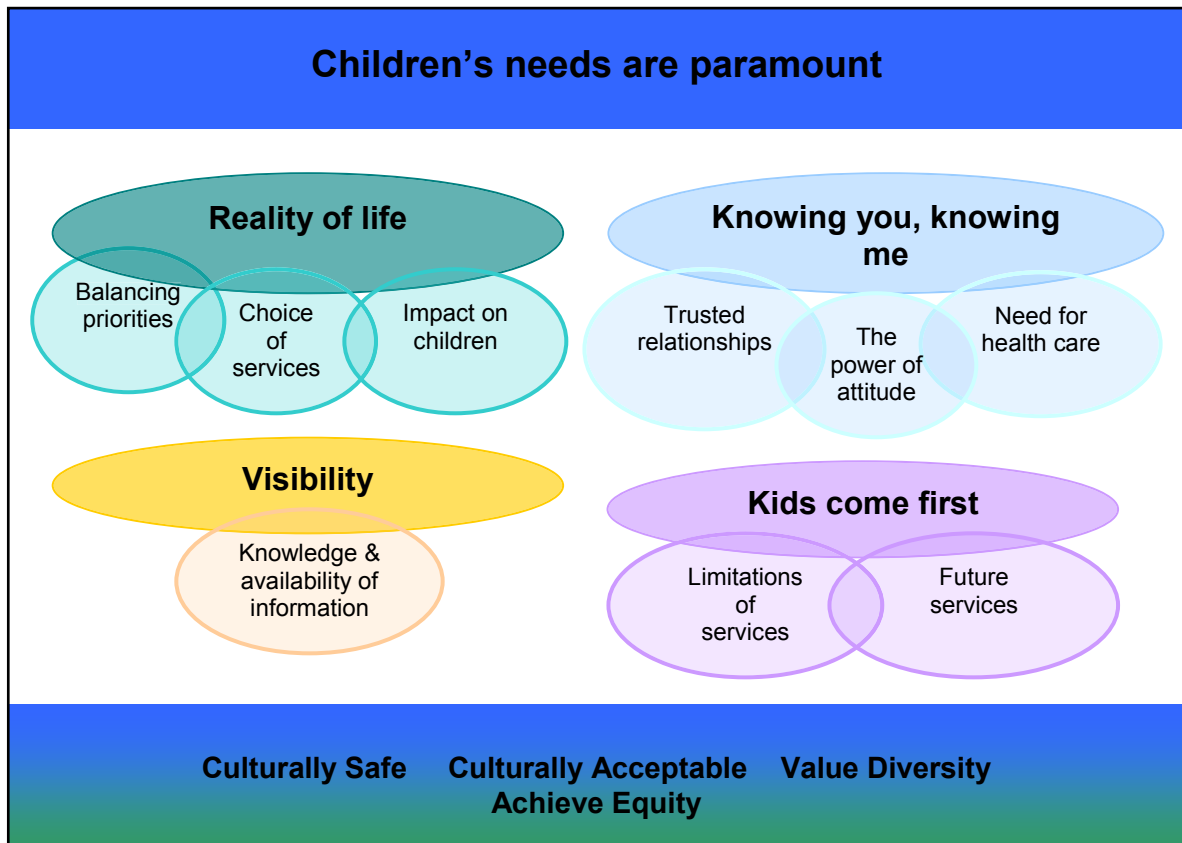 Children’s needs are paramount
Reality of life
Balancing
priorities
Choice
of
services
Impact on
children
Knowing you, knowing
me
Trusted
relationships
The
power of
attitude
Need for
health care
Visibility
Knowledge &
availability of
information
Kids come first
Limitations
of
services
Future
services
Culturally Safe Culturally Acceptable Value Diversity
Achieve Equity